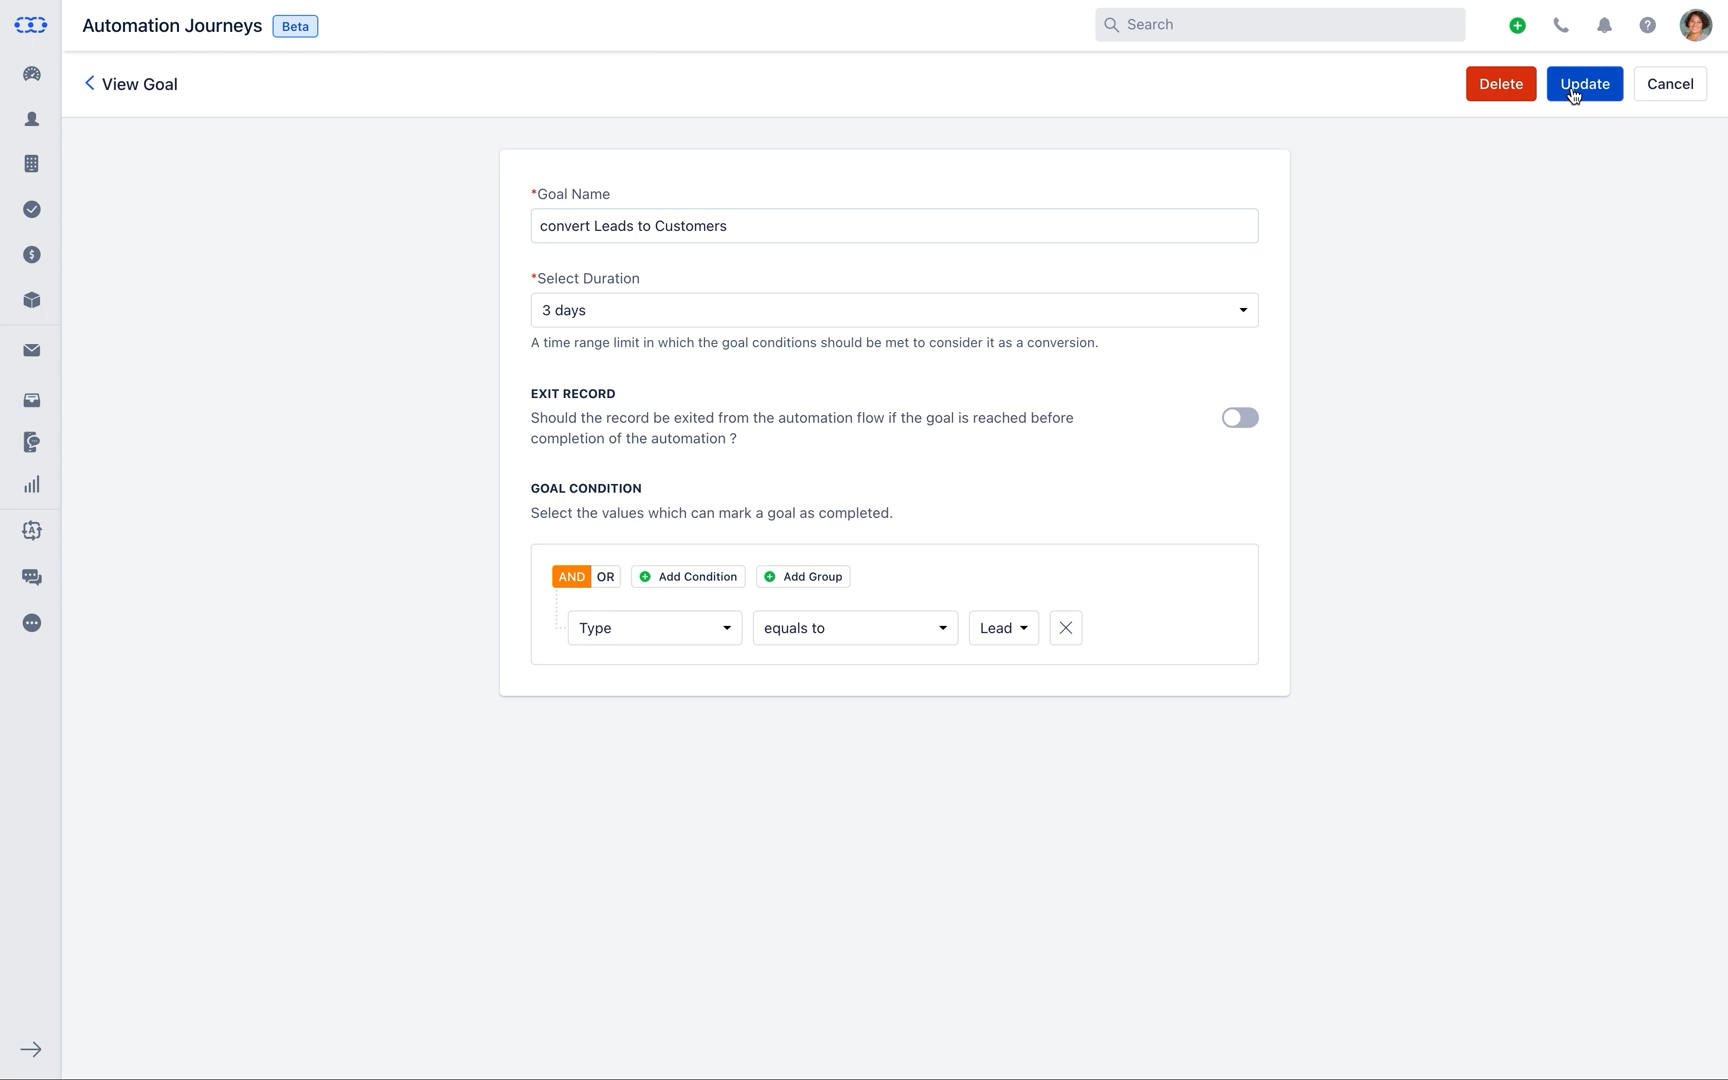 Automation Journeys
Beta
Search
View Goal
Delete
Update
Cancel
*Goal Name
convert Leads to Customers
*Select Duration
3 days
A time range limit in which the goal conditions should be met to consider it as a conversion.
EXIT RECORD
Should the record be exited from the automation flow if the goal is reached before
completion of the automation ?
GOAL CONDITION
Select the values which can mark a goal as completed.
AND OR Add Condition Add Group
Type equals to Lead